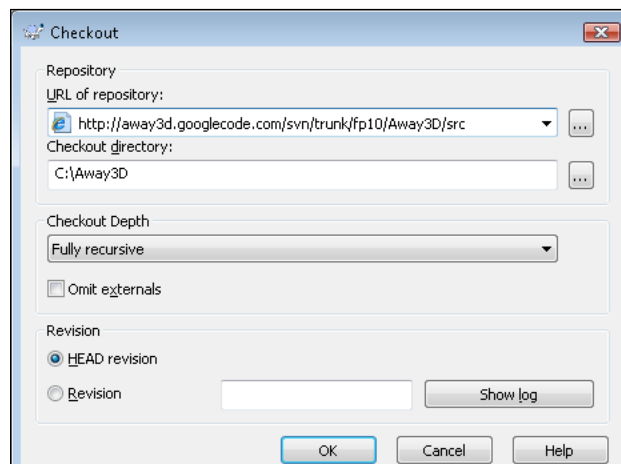 Checkout
Repository
URL of repository:
http://away3d.googlecode.com/svn/trunk/fp10/Away3D/src
...
Checkout directory:
C:\Away3D
...
Checkout Depth
Fully recursive
Omit externals
Revision
HEAD revision
Revision
Show log
OK
Cancel
Help